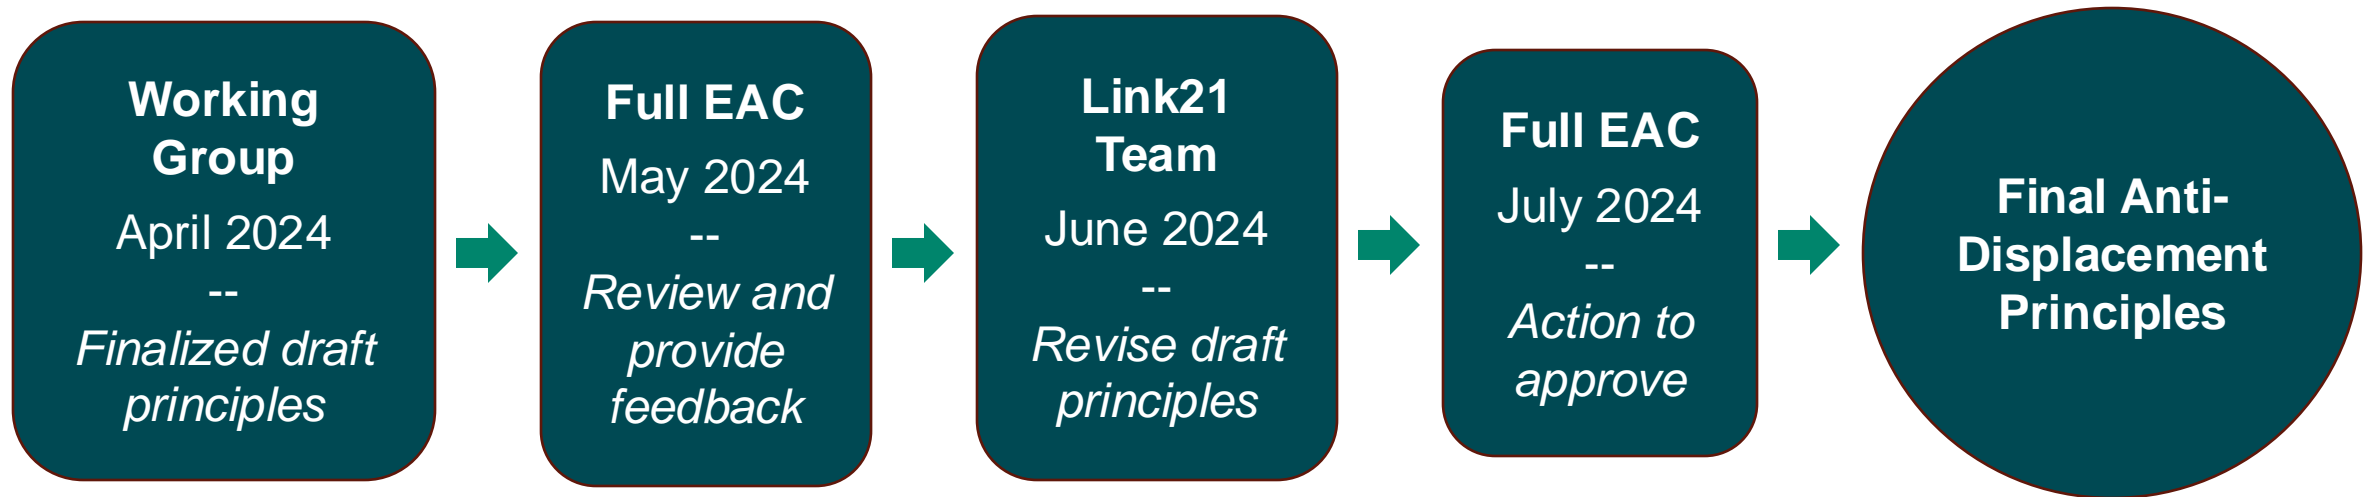 Working
Group
April 2024
--
Finalized draft
principles
Full EAC
May 2024
--
Review and
provide
feedback
Link21
Team
June 2024
--
Revise draft
principles
Full EAC
July 2024
--
Action to
approve
Final Anti-
Displacement
Principles